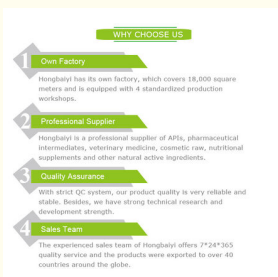 WHY CHOOSE US
1 Own Factory
Hongbaiyi has its own factory, which covers 18,000 square
meters and is equipped with 4 standardized production
workshops.
2 Professional Supplier
Hongbaiyi is a professional supplier of APIs, pharmaceutical
intermediates, veterinary medicine, cosmetic raw, nutritional
supplements and other natural active ingredients.
3 Quality Assurance
With strict QC system, our product quality is very reliable and
stable. Besides, we have strong technical research and
development strength.
4 Sales Team
The experienced sales team of Hongbaiyi offers 7*24*365
quality service and the products were exported to over 40
countries around the globe.